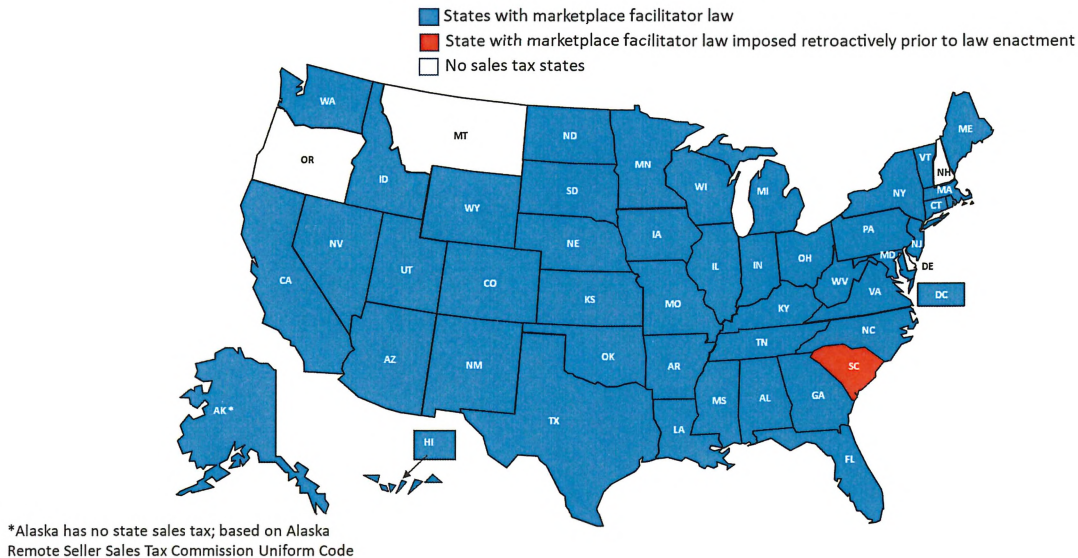 States with marketplace facilitator law
State with marketplace facilitator law imposed retroactively prior to law enactment
No sales tax states
WA
MT
ND
MN
ME
OR
ID
SD
WI
MI
VT
NH
NY
MA
CT
WY
IA
NE
PA
NJ
NV
UT
CO
IL
IN
OH
MD
DE
WV
VA
DC
CA
KS
MO
KY
NC
TN
AZ
NM
OK
AR
SC
MS
AL
GA
TX
LA
FL
AK*
HI
*Alaska has no state sales tax; based on Alaska
Remote Seller Sales Tax Commission Uniform Code